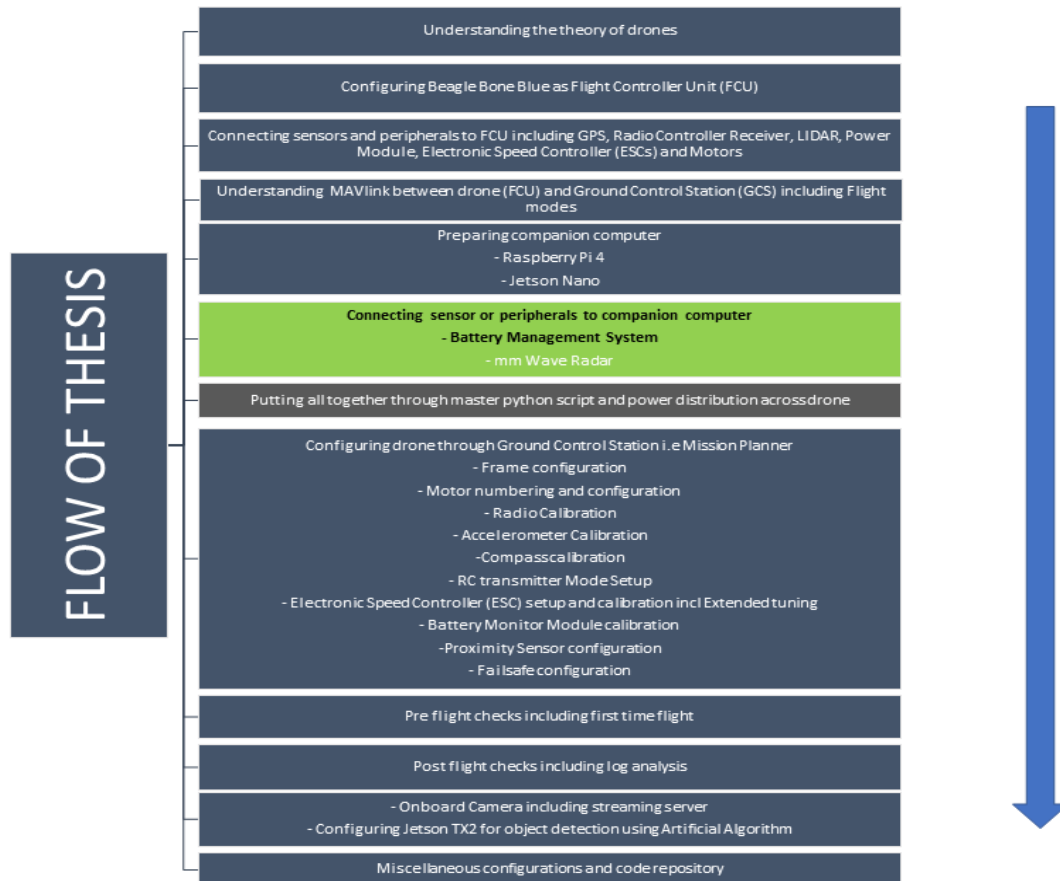 FLOW OF THESIS
Understanding the theory of drones
Configuring Beagle Bone Blue as Flight Controller Unit (FCU)
Connecting sensors and peripherals to FCU including GPS, Radio Controller Receiver, LIDAR, Power
Module, Electronic Speed Controller (ESCs) and Motors
Understanding MAVlink between drone (FCU) and Ground Control Station (GCS) including Flight
modes
Preparing companion computer
- Raspberry Pi 4
- Jetson Nano
Connecting sensor or peripherals to companion computer
- Battery Management System
- mm Wave Radar
Putting all together through master python script and power distribution across drone
Configuring drone through Ground Control Station i.e Mission Planner
- Frame configuration
- Motor numbering and configuration
- Radio Calibration
- Accelerometer Calibration
-Compass calibration
- RC transmitter Mode Setup
- Electronic Speed Controller (ESC) setup and calibration incl Extended tuning
- Battery Monitor Module calibration
-Proximity Sensor configuration
- Failsafe configuration
Pre flight checks including first time flight
Post flight checks including log analysis
- Onboard Camera including streaming server
- Configuring Jetson TX2 for object detection using Artificial Algorithm
Miscellaneous configurations and code repository